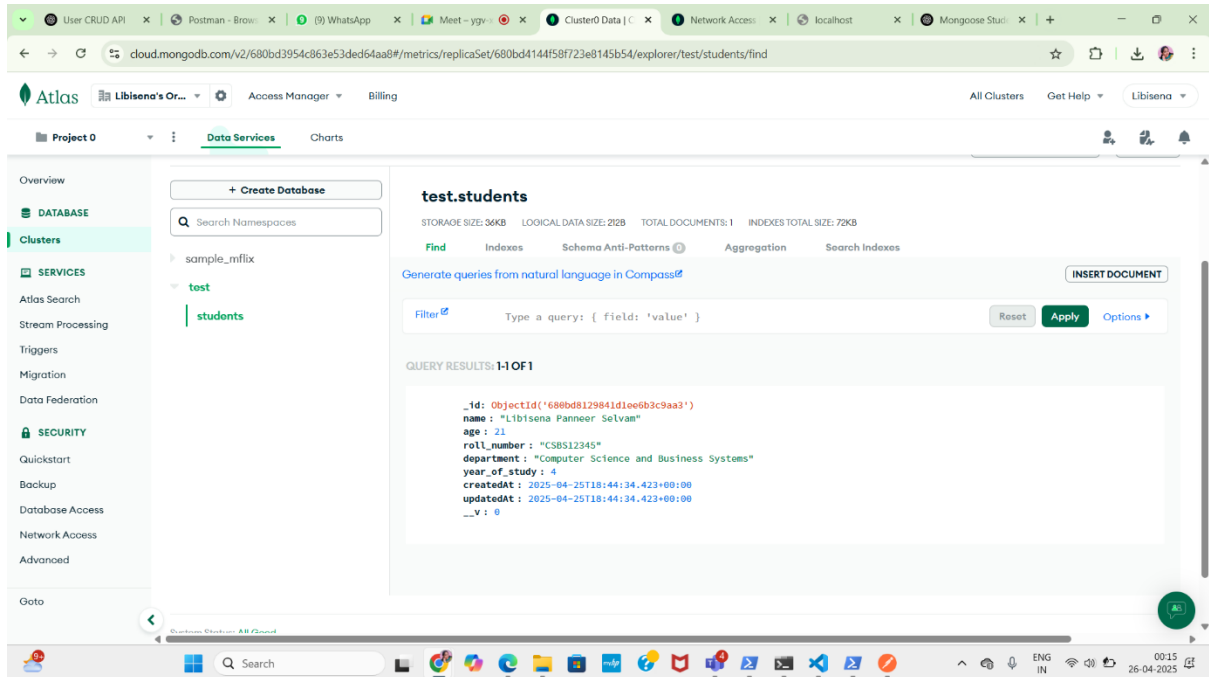 User CRUD API
Postman - Brows
(9) WhatsApp
Meet – ygv-s
Cluster0 Data | C
Network Access
localhost
Mongoose Stude
cloud.mongodb.com/v2/680bd3954c863e53ded64aa8#/metrics/replicaSet/680bd4144f58f723e8145b54/explorer/test/students/find
Atlas
Libisena's Or...
Access Manager
Billing
All Clusters
Get Help
Libisena
Project 0
Data Services
Charts
Overview
DATABASE
Clusters
SERVICES
Atlas Search
Stream Processing
Triggers
Migration
Data Federation
SECURITY
Quickstart
Backup
Database Access
Network Access
Advanced
Goto
+ Create Database
Search Namespaces
sample_mflix
test
students
System Status: All Good
test.students
STORAGE SIZE: 36KB LOGICAL DATA SIZE: 212B TOTAL DOCUMENTS: 1 INDEXES TOTAL SIZE: 72KB
Find Indexes Schema Anti-Patterns 0 Aggregation Search Indexes
Generate queries from natural language in Compass
INSERT DOCUMENT
Filter
Type a query: { field: 'value' }
Reset
Apply
Options
QUERY RESULTS: 1-1 OF 1
_id: ObjectId('680bd8129841d1ee6b3c9aa3')
name : "Libisena Panneer Selvam"
age : 21
roll_number : "CSBS12345"
department : "Computer Science and Business Systems"
year_of_study : 4
createdAt : 2025-04-25T18:44:34.423+00:00
updatedAt : 2025-04-25T18:44:34.423+00:00
__v : 0
9+
Search
ENG
IN
00:15
26-04-2025